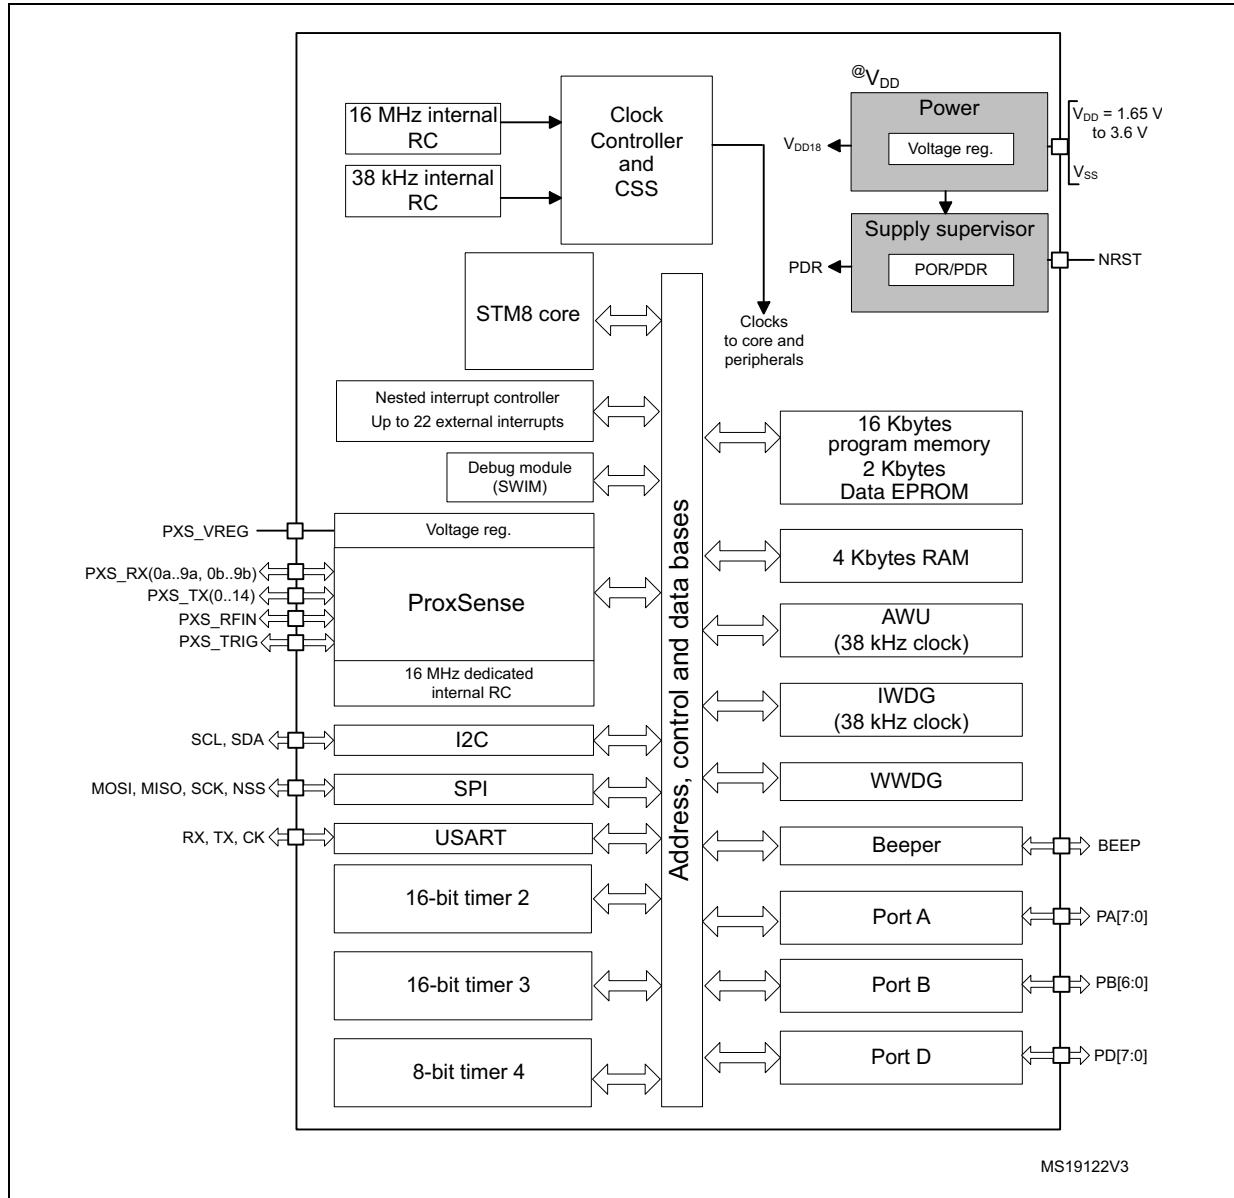 16 MHz internal
RC
38 kHz internal
RC
Clock
Controller
and
CSS
@VDD
Power
Voltage reg.
VDD18
VDD = 1.65 V
to 3.6 V
VSS
Supply supervisor
POR/PDR
PDR
NRST
Clocks
to core and
peripherals
STM8 core
Nested interrupt controller
Up to 22 external interrupts
Debug module
(SWIM)
PXS_VREG
Voltage reg.
PXS_RX(0a..9a, 0b..9b)
PXS_TX(0..14)
PXS_RFIN
PXS_TRIG
ProxSense
16 MHz dedicated
internal RC
SCL, SDA
I2C
MOSI, MISO, SCK, NSS
SPI
RX, TX, CK
USART
16-bit timer 2
16-bit timer 3
8-bit timer 4
Address, control and data bases
16 Kbytes
program memory
2 Kbytes
Data EPROM
4 Kbytes RAM
AWU
(38 kHz clock)
IWDG
(38 kHz clock)
WWDG
Beeper
BEEP
Port A
PA[7:0]
Port B
PB[6:0]
Port D
PD[7:0]
MS19122V3